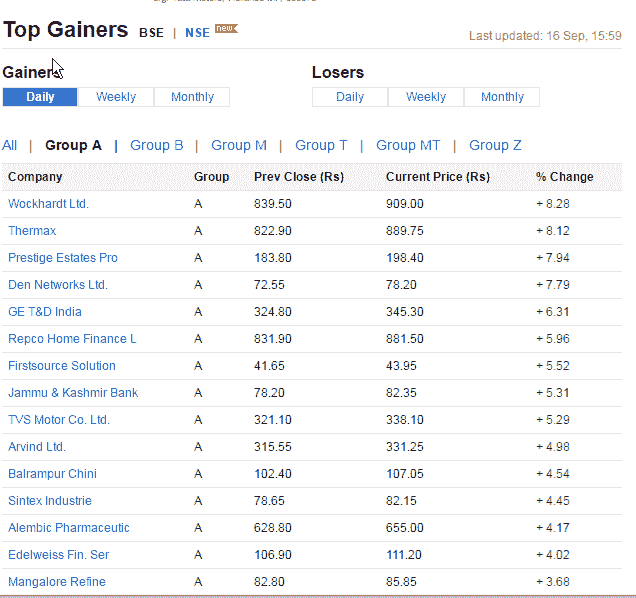 Top Gainers BSE | NSE new
Last updated: 16 Sep, 15:59
Gainers Losers
Daily Weekly Monthly Daily Weekly Monthly
All | Group A | Group B | Group M | Group T | Group MT | Group Z
Company Group Prev Close (Rs) Current Price (Rs) % Change
Wockhardt Ltd. A 839.50 909.00 + 8.28
Thermax A 822.90 889.75 + 8.12
Prestige Estates Pro A 183.80 198.40 + 7.94
Den Networks Ltd. A 72.55 78.20 + 7.79
GE T&D India A 324.80 345.30 + 6.31
Repco Home Finance L A 831.90 881.50 + 5.96
Firstsource Solution A 41.65 43.95 + 5.52
Jammu & Kashmir Bank A 78.20 82.35 + 5.31
TVS Motor Co. Ltd. A 321.10 338.10 + 5.29
Arvind Ltd. A 315.55 331.25 + 4.98
Balrampur Chini A 102.40 107.05 + 4.54
Sintex Industrie A 78.65 82.15 + 4.45
Alembic Pharmaceutic A 628.80 655.00 + 4.17
Edelweiss Fin. Ser A 106.90 111.20 + 4.02
Mangalore Refine A 82.80 85.85 + 3.68